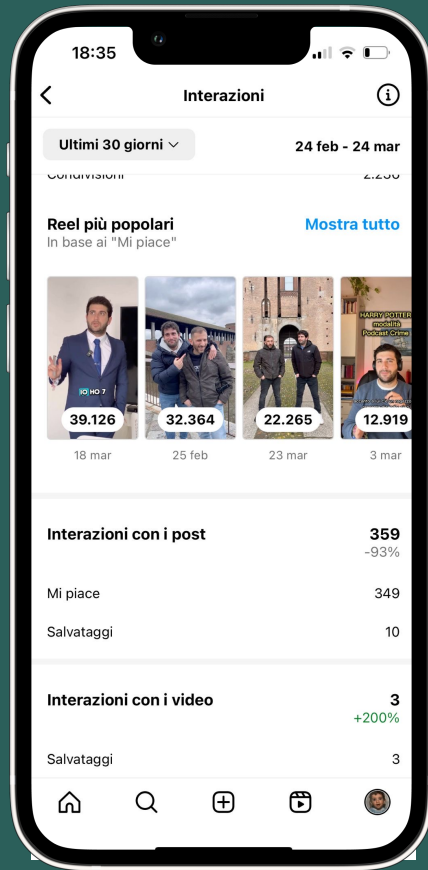 18:35
Interazioni
Ultimi 30 giorni
24 feb - 24 mar
Condivisioni
2.236
Reel più popolari
Mostra tutto
In base ai "Mi piace"
IO HO 7
HARRY POTTER
modalità
Podcast Crime
39.126
32.364
22.265
12.919
18 mar
25 feb
23 mar
3 mar
Interazioni con i post
359
-93%
Mi piace
349
Salvataggi
10
Interazioni con i video
3
+200%
Salvataggi
3